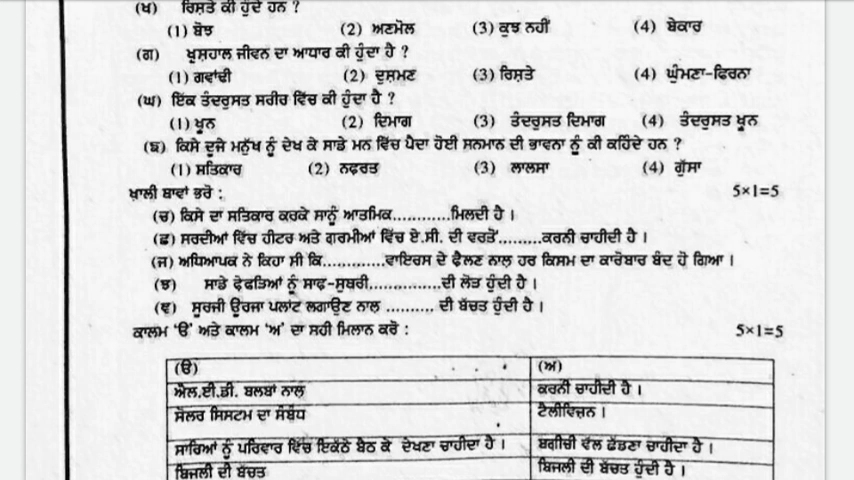 (ਖ) ਰਿਸ਼ਤੇ ਕੀ ਹੁੰਦੇ ਹਨ ?
(1) ਬੋਝ (2) ਅਣਮੋਲ (3) ਕੁਝ ਨਹੀਂ (4) ਬੇਕਾਰ
(ਗ) ਖ਼ੁਸ਼ਹਾਲ ਜੀਵਨ ਦਾ ਆਧਾਰ ਕੀ ਹੁੰਦਾ ਹੈ ?
(1) ਗਵਾਂਢੀ (2) ਦੁਸ਼ਮਣ (3) ਰਿਸ਼ਤੇ (4) ਘੁੰਮਣਾ-ਫਿਰਨਾ
(ਘ) ਇੱਕ ਤੰਦਰੁਸਤ ਸਰੀਰ ਵਿੱਚ ਕੀ ਹੁੰਦਾ ਹੈ ?
(1) ਖ਼ੂਨ (2) ਦਿਮਾਗ (3) ਤੰਦਰੁਸਤ ਦਿਮਾਗ (4) ਤੰਦਰੁਸਤ ਖ਼ੂਨ
(ਙ) ਕਿਸੇ ਦੂਜੇ ਮਨੁੱਖ ਨੂੰ ਦੇਖ ਕੇ ਸਾਡੇ ਮਨ ਵਿੱਚ ਪੈਦਾ ਹੋਈ ਸਨਮਾਨ ਦੀ ਭਾਵਨਾ ਨੂੰ ਕੀ ਕਹਿੰਦੇ ਹਨ ?
(1) ਸਤਿਕਾਰ (2) ਨਫਰਤ (3) ਲਾਲਸਾ (4) ਗੁੱਸਾ
ਖ਼ਾਲੀ ਥਾਵਾਂ ਭਰੋ : 5×1=5
(ਚ) ਕਿਸੇ ਦਾ ਸਤਿਕਾਰ ਕਰਕੇ ਸਾਨੂੰ ਆਤਮਿਕ............ਮਿਲਦੀ ਹੈ ।
(ਛ) ਸਰਦੀਆਂ ਵਿੱਚ ਹੀਟਰ ਅਤੇ ਗਰਮੀਆਂ ਵਿੱਚ ਏ.ਸੀ. ਦੀ ਵਰਤੋਂ.........ਕਰਨੀ ਚਾਹੀਦੀ ਹੈ ।
(ਜ) ਅਧਿਆਪਕ ਨੇ ਕਿਹਾ ਸੀ ਕਿ............ਵਾਇਰਸ ਦੇ ਫੈਲਣ ਨਾਲ਼ ਹਰ ਕਿਸਮ ਦਾ ਕਾਰੋਬਾਰ ਬੰਦ ਹੋ ਗਿਆ ।
(ਝ) ਸਾਡੇ ਫੇਫੜਿਆਂ ਨੂੰ ਸਾਫ਼-ਸੁਥਰੀ..............ਦੀ ਲੋੜ ਹੁੰਦੀ ਹੈ ।
(ਞ) ਸੂਰਜੀ ਊਰਜਾ ਪਲਾਂਟ ਲਗਾਉਣ ਨਾਲ਼ .......... ਦੀ ਬੱਚਤ ਹੁੰਦੀ ਹੈ ।
ਕਾਲਮ 'ੳ' ਅਤੇ ਕਾਲਮ 'ਅ' ਦਾ ਸਹੀ ਮਿਲਾਨ ਕਰੋ : 5×1=5
(ੳ) (ਅ)
ਐਲ.ਈ.ਡੀ. ਬਲਬਾਂ ਨਾਲ਼ ਕਰਨੀ ਚਾਹੀਦੀ ਹੈ ।
ਸੋਲਰ ਸਿਸਟਮ ਦਾ ਸੰਬੰਧ ਟੈਲੀਵਿਜ਼ਨ ।
ਸਾਰਿਆਂ ਨੂੰ ਪਰਿਵਾਰ ਵਿੱਚ ਇਕੱਠੇ ਬੈਠ ਕੇ ਦੇਖਣਾ ਚਾਹੀਦਾ ਹੈ । ਬਗੀਚੀ ਵੱਲ ਛੱਡਣਾ ਚਾਹੀਦਾ ਹੈ ।
ਬਿਜਲੀ ਦੀ ਬੱਚਤ ਬਿਜਲੀ ਦੀ ਬੱਚਤ ਹੁੰਦੀ ਹੈ ।